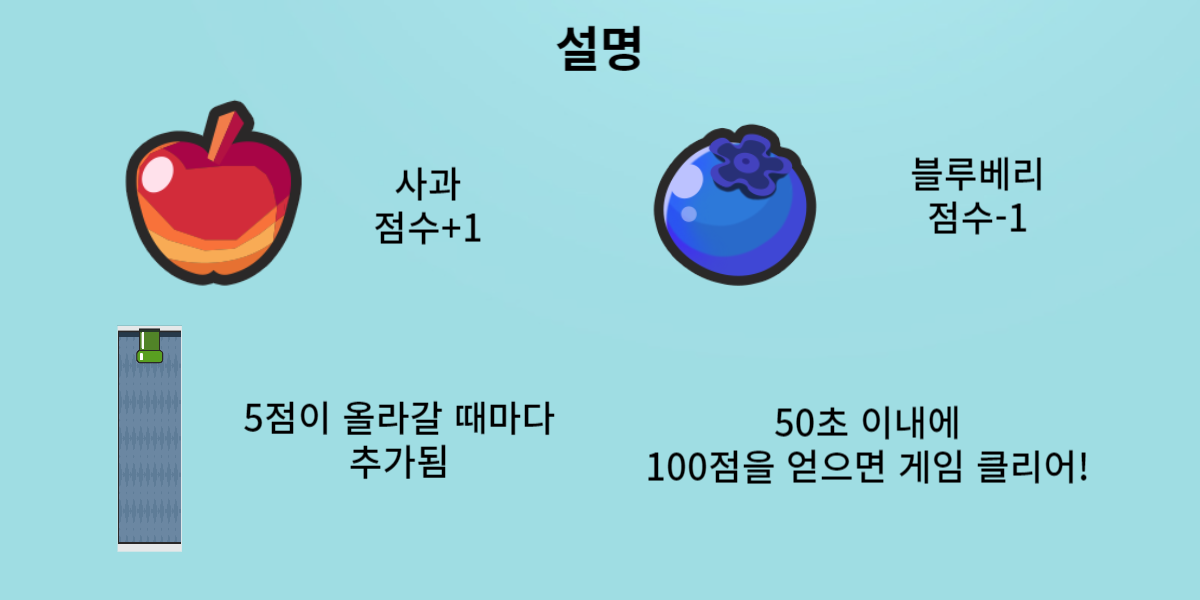 설명
사과
점수+1
블루베리
점수-1
5점이 올라갈 때마다
추가됨
50초 이내에
100점을 얻으면 게임 클리어!